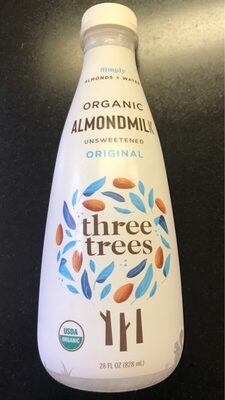 Simply
ALMONDS + WATER
ORGANIC
ALMONDMILK
UNSWEETENED
ORIGINAL
three
trees
USDA
ORGANIC
28 FL OZ (828 mL)